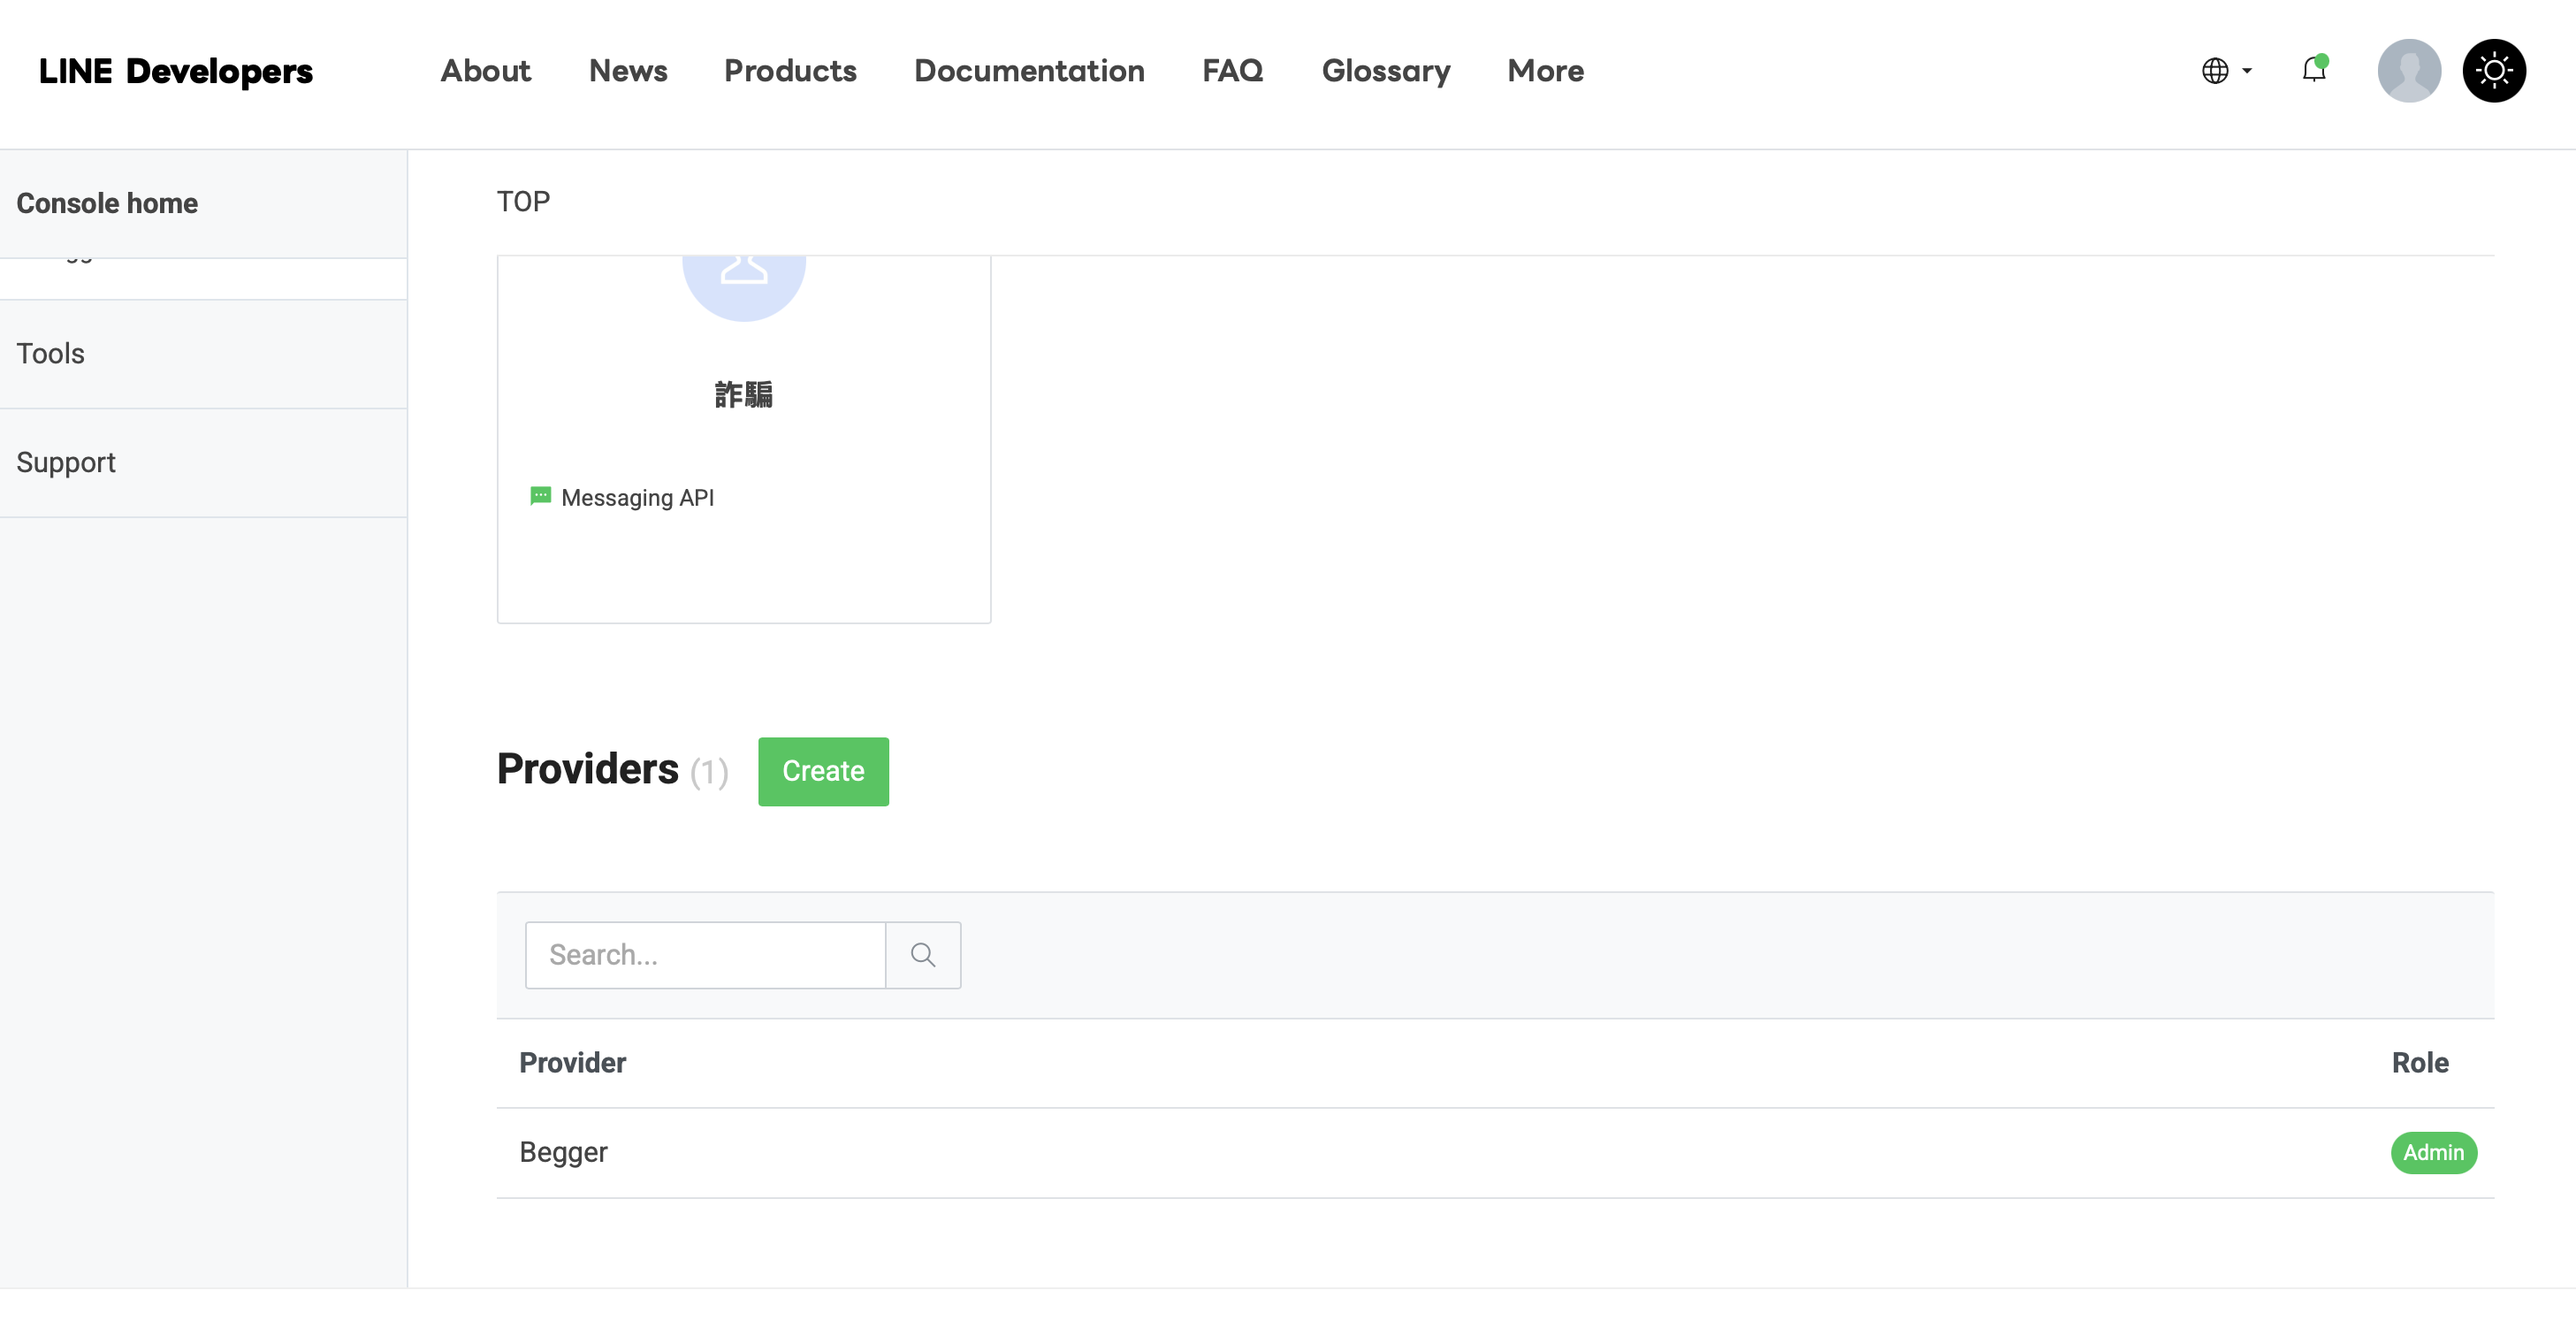 LINE Developers
About News Products Documentation FAQ Glossary More
Console home
Tools
Support
TOP
詐騙
Messaging API
Providers (1) Create
Search...
Provider Role
Begger Admin